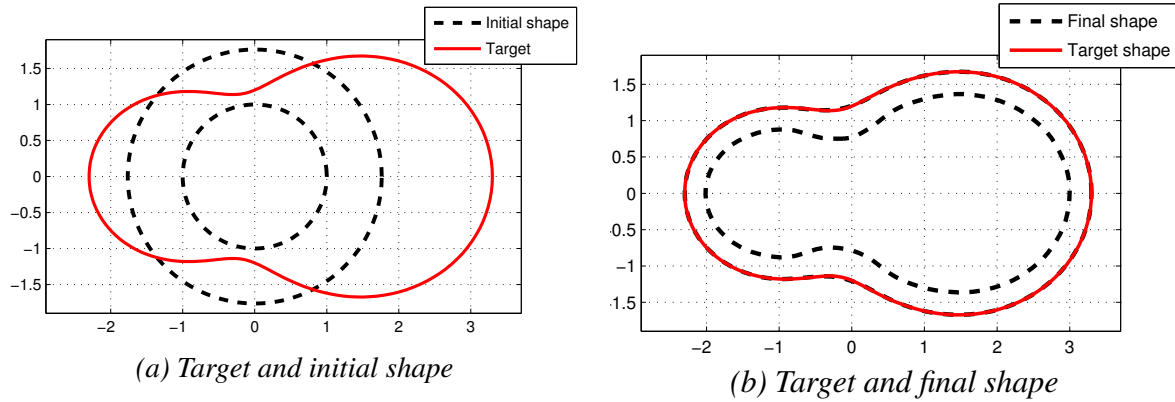 Initial shape
Target
1.5
1
0.5
0
−0.5
−1
−1.5
−2 −1 0 1 2 3
(a) Target and initial shape
Final shape
Target shape
1.5
1
0.5
0
−0.5
−1
−1.5
−2 −1 0 1 2 3
(b) Target and final shape